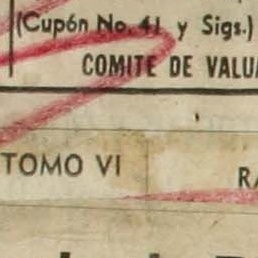 (Cupón No. 41 y Sigs.)
COMITE DE VALUA
TOMO VI